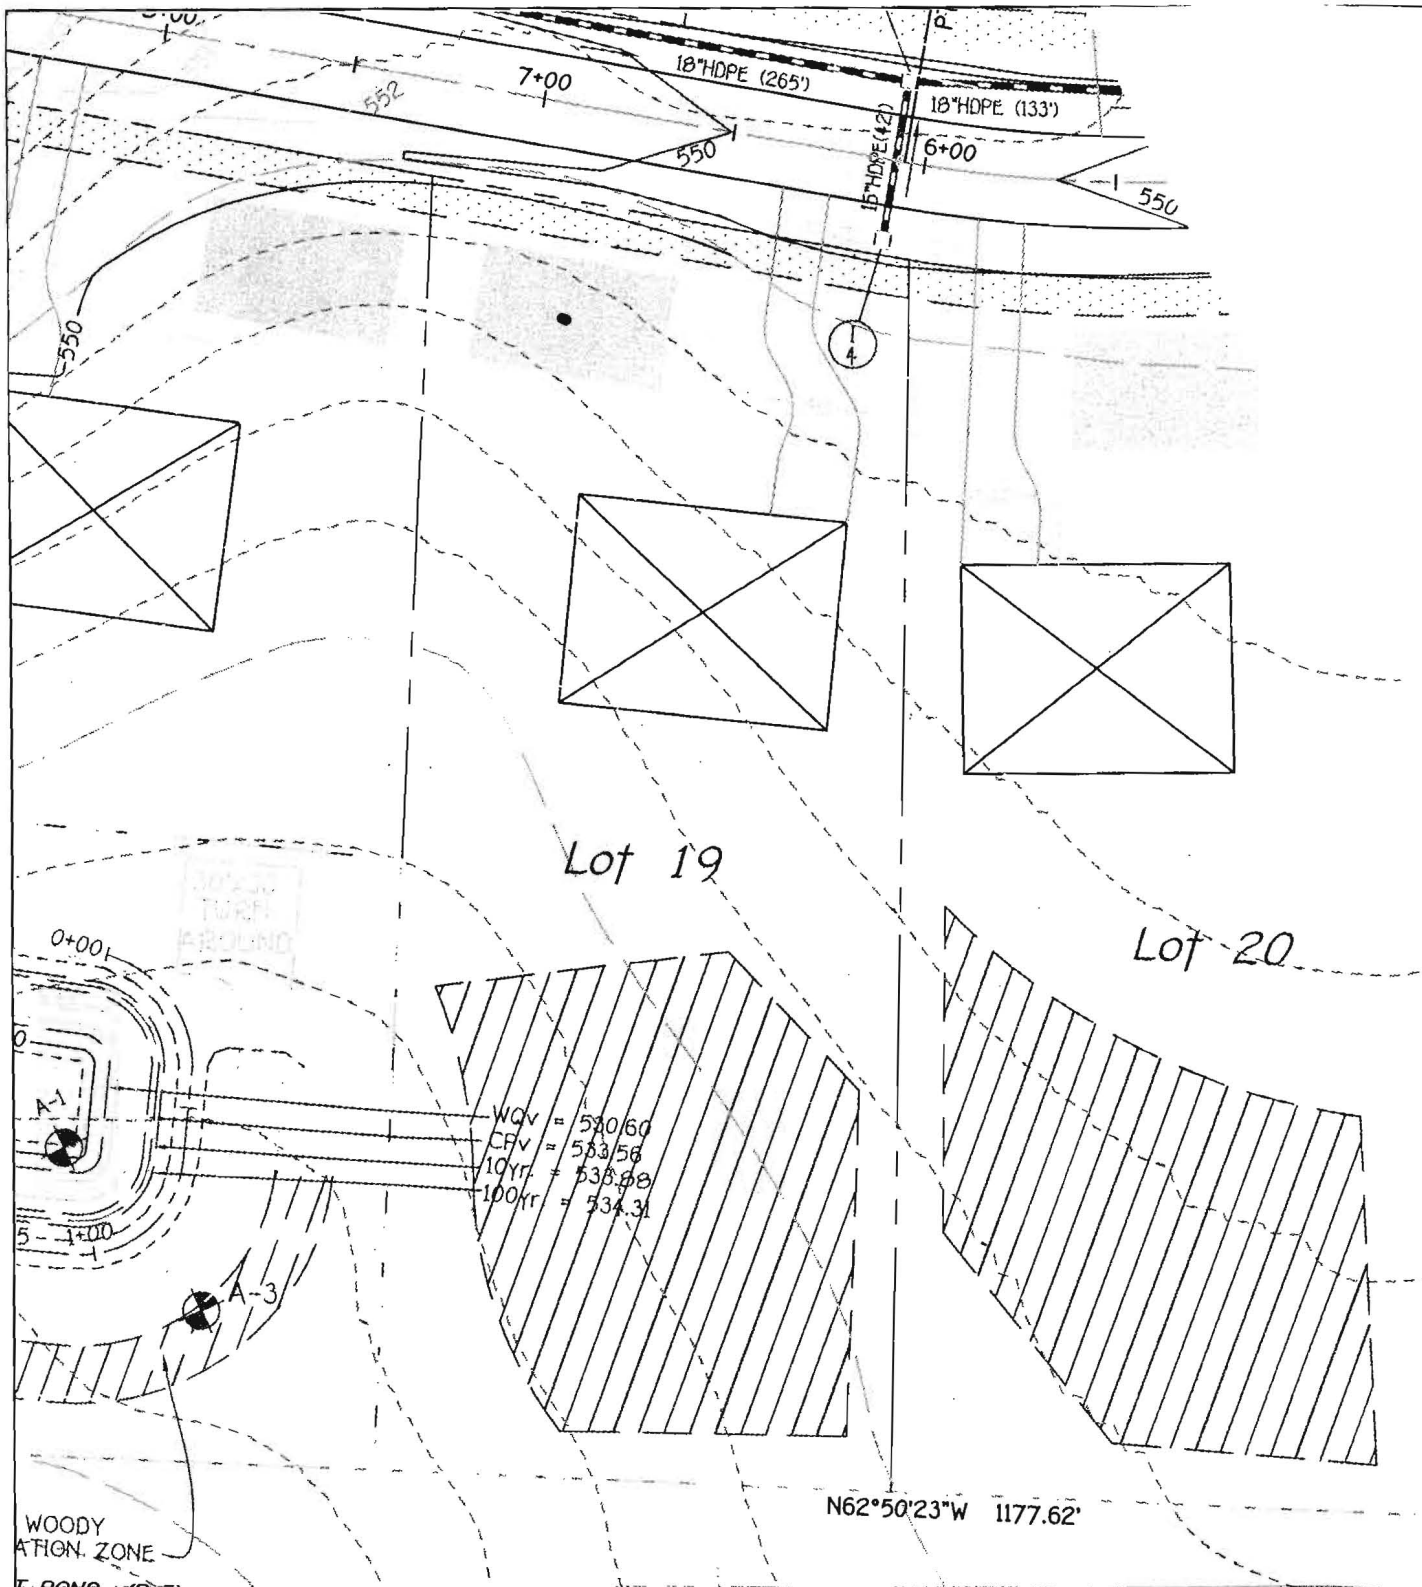 7+00
18"HDPE (265')
18"HDPE (133')
552
15"HDPE(42')
6+00
550
550
550
4
Lot 19
Lot 20
0+00
A-1
WQv = 530.60
CPv = 533.56
10Yr. = 533.88
100Yr. = 534.31
1+00
A-3
N62°50'23"W 1177.62'
WOODY
ZONE